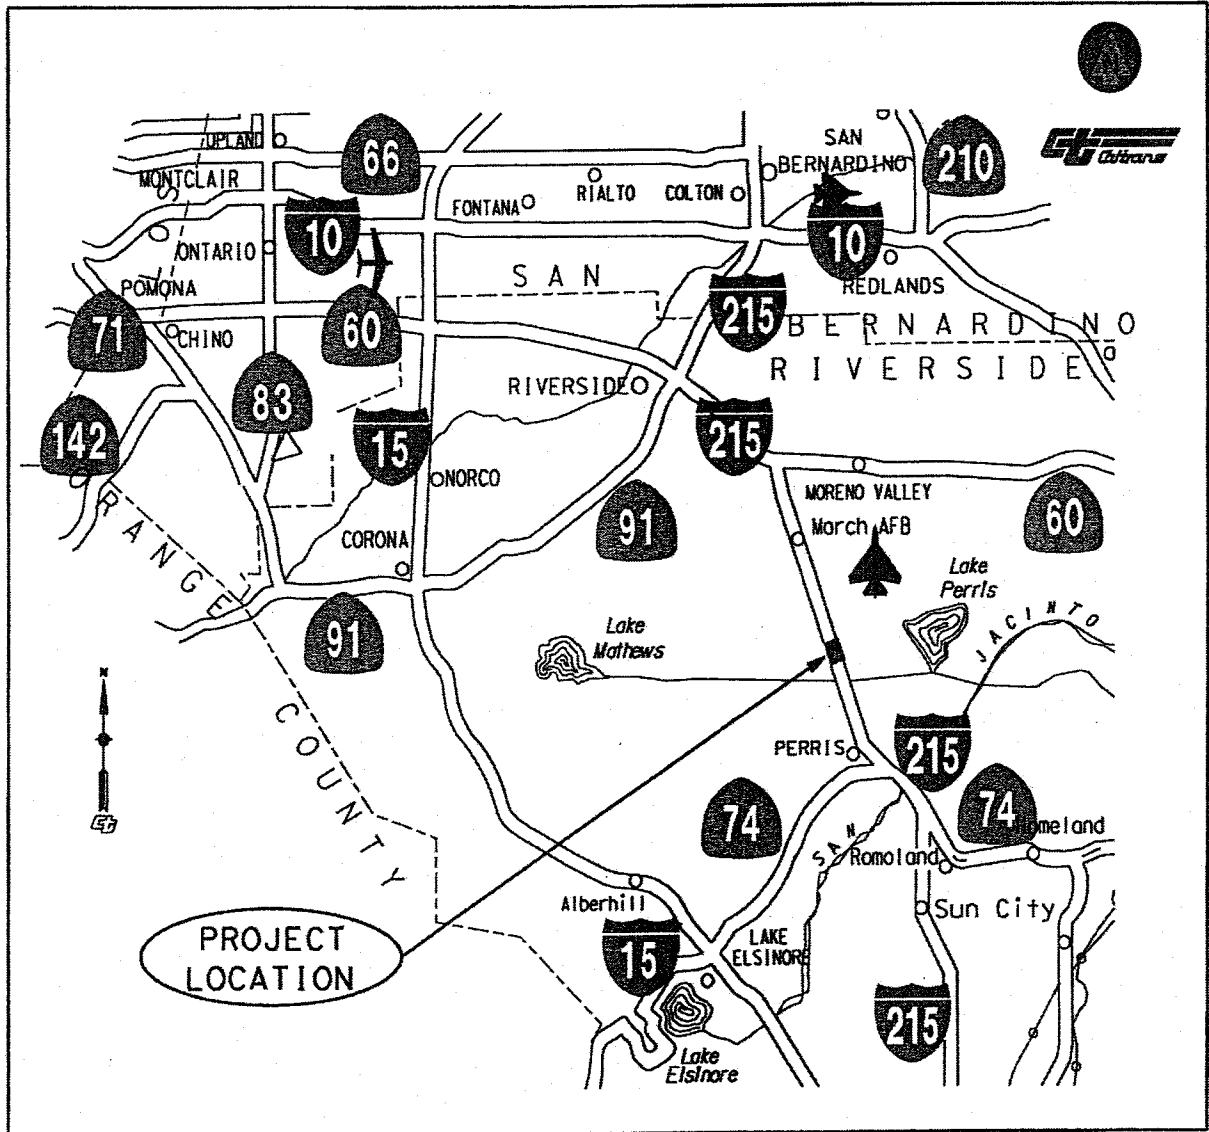 UPLAND
66
SAN
BERNARDINO
210
Caltrans
MONTCLAIR
FONTANA
RIALTO
COLTON
10
10
ONTARIO
SAN
REDLANDS
POMONA
71
CHINO
60
215
BERNARDINO
RIVERSIDE
RIVERSIDE
83
142
15
215
NORCO
MORENO VALLEY
91
March AFB
60
CORONA
Lake
Perris
ORANGE
COUNTY
91
Lake
Mathews
SAN
JACINTO
N
PERRIS
215
74
74
Homeland
Romoland
Alberhill
Sun City
PROJECT
LOCATION
15
LAKE
ELSINORE
215
Lake
Elsinore